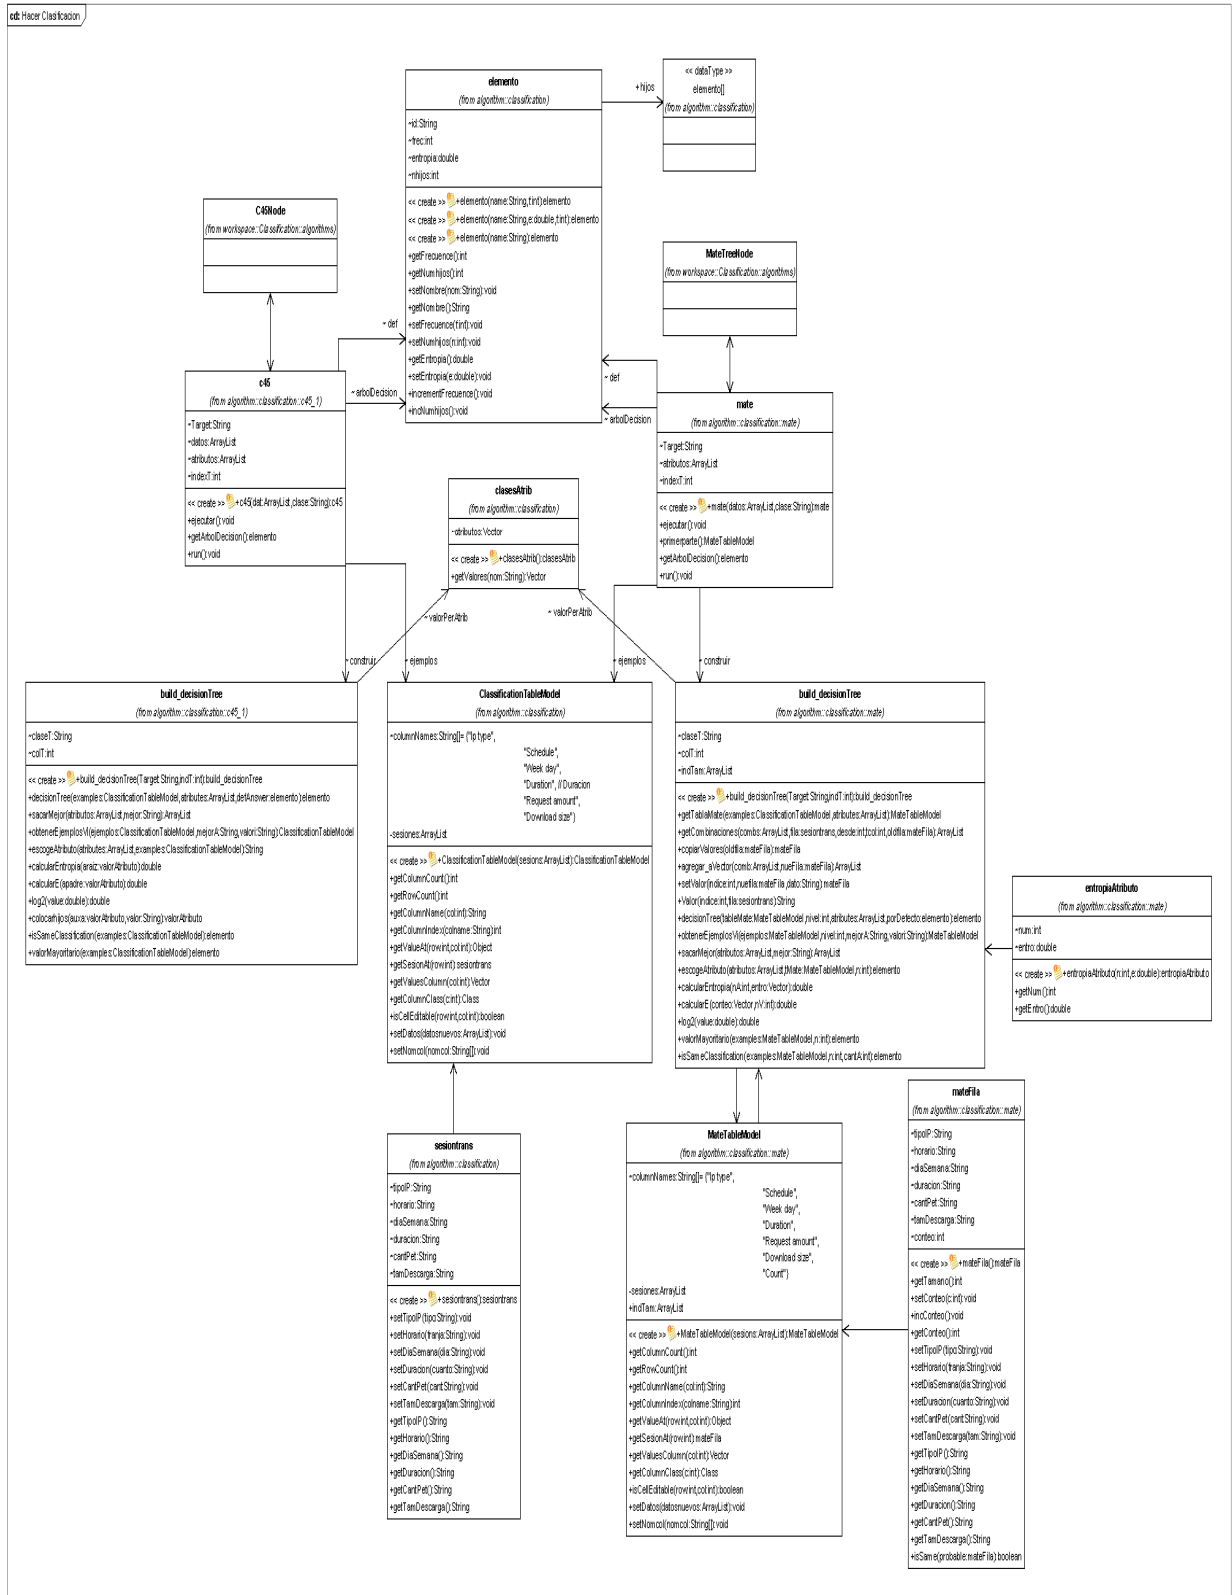 cd: Hacer Clasificacion
<< dataType >>
elemento[]
(from algorithm::classification)
+hijos
elemento
(from algorithm::classification)
~id:String
~frec:int
~entropia:double
~nhijos:int
<< create >> +elemento(name:String,f:int):elemento
<< create >> +elemento(name:String,e:double,f:int):elemento
<< create >> +elemento(name:String):elemento
+getFrecuence():int
+getNumhijos():int
+setNombre(nom:String):void
+getNombre():String
+setFrecuence(f:int):void
+setNumhijos(n:int):void
+getEntropia():double
+setEntropia(e:double):void
+incrementFrecuence():void
+incNumhijos():void
C45Node
(from workspace::Classification::algorithms)
MateTreeNode
(from workspace::Classification::algorithms)
~ def
~ arbolDecision
~ def
~ arbolDecision
c45
(from algorithm::classification::c45_1)
~Target:String
~datos:ArrayList
~atributos:ArrayList
~indexT:int
<< create >> +c45(dat:ArrayList,clase:String):c45
+ejecutar():void
+getArbolDecision():elemento
+run():void
mate
(from algorithm::classification::mate)
~Target:String
~atributos:ArrayList
~indexT:int
<< create >> +mate(datos:ArrayList,clase:String):mate
+ejecutar():void
+primerparte():MateTableModel
+getArbolDecision():elemento
+run():void
clasesAtrib
(from algorithm::classification)
~atributos:Vector
<< create >> +clasesAtrib():clasesAtrib
+getValores(nom:String):Vector
~ valorPerAtrib
~ valorPerAtrib
~ construir
~ ejemplos
~ ejemplos
~ construir
build_decisionTree
(from algorithm::classification::c45_1)
~claseT:String
~colT:int
<< create >> +build_decisionTree(Target:String,indT:int):build_decisionTree
+decisionTree(examples:ClassificationTableModel,atributes:ArrayList,defAnswer:elemento):elemento
+sacarMejor(atributos:ArrayList,mejor:String):ArrayList
+obtenerEjemplosVi(ejemplos:ClassificationTableModel,mejorA:String,valori:String):ClassificationTableModel
+escogeAtributo(atributes:ArrayList,examples:ClassificationTableModel):String
+calcularEntropia(araiz:valorAtributo):double
+calcularE(apadre:valorAtributo):double
+log2(value:double):double
+colocarhijos(auxa:valorAtributo,valor:String):valorAtributo
+isSameClassification(examples:ClassificationTableModel):elemento
+valorMayoritario(examples:ClassificationTableModel):elemento
ClassificationTableModel
(from algorithm::classification)
~columnNames:String[]= {"Ip type",
"Schedule",
"Week day",
"Duration", // Duracion
"Request amount",
"Download size"}
-sesiones:ArrayList
<< create >> +ClassificationTableModel(sesions:ArrayList):ClassificationTableModel
+getColumnCount():int
+getRowCount():int
+getColumnName(col:int):String
+getColumnIndex(colname:String):int
+getValueAt(row:int,col:int):Object
+getSesionAt(row:int):sesiontrans
+getValuesColumn(col:int):Vector
+getColumnClass(c:int):Class
+isCellEditable(row:int,col:int):boolean
+setDatos(datosnuevos:ArrayList):void
+setNomcol(nomcol:String[]):void
build_decisionTree
(from algorithm::classification::mate)
~claseT:String
~colT:int
~indTam:ArrayList
<< create >> +build_decisionTree(Target:String,indT:int):build_decisionTree
+getTablaMate(examples:ClassificationTableModel,atributes:ArrayList):MateTableModel
+getCombinaciones(combs:ArrayList,fila:sesiontrans,desde:int,col:int,oldfila:mateFila):ArrayList
+copiarValores(oldfila:mateFila):mateFila
+agregar_aVector(comb:ArrayList,nueFila:mateFila):ArrayList
+setValor(indice:int,nuefila:mateFila,dato:String):mateFila
+Valor(indice:int,fila:sesiontrans):String
+decisionTree(tableMate:MateTableModel,nivel:int,atributes:ArrayList,porDefecto:elemento):elemento
+obtenerEjemplosVi(ejemplos:MateTableModel,nivel:int,mejorA:String,valori:String):MateTableModel
+sacarMejor(atributos:ArrayList,mejor:String):ArrayList
+escogeAtributo(atributos:ArrayList,tMate:MateTableModel,n:int):elemento
+calcularEntropia(nA:int,entro:Vector):double
+calcularE(conteo:Vector,nV:int):double
+log2(value:double):double
+valorMayoritario(examples:MateTableModel,n:int):elemento
+isSameClassification(examples:MateTableModel,n:int,cantA:int):elemento
entropiaAtributo
(from algorithm::classification::mate)
~num:int
~entro:double
<< create >> +entropiaAtributo(n:int,e:double):entropiaAtributo
+getNum():int
+getEntro():double
sesiontrans
(from algorithm::classification)
~tipoIP:String
~horario:String
~diaSemana:String
~duracion:String
~cantPet:String
~tamDescarga:String
<< create >> +sesiontrans():sesiontrans
+setTipoIP(tipo:String):void
+setHorario(franja:String):void
+setDiaSemana(dia:String):void
+setDuracion(cuanto:String):void
+setCantPet(cant:String):void
+setTamDescarga(tam:String):void
+getTipoIP():String
+getHorario():String
+getDiaSemana():String
+getDuracion():String
+getCantPet():String
+getTamDescarga():String
MateTableModel
(from algorithm::classification::mate)
~columnNames:String[]= {"Ip type",
"Schedule",
"Week day",
"Duration",
"Request amount",
"Download size",
"Count"}
-sesiones:ArrayList
+indTam:ArrayList
<< create >> +MateTableModel(sesions:ArrayList):MateTableModel
+getColumnCount():int
+getRowCount():int
+getColumnName(col:int):String
+getColumnIndex(colname:String):int
+getValueAt(row:int,col:int):Object
+getSesionAt(row:int):mateFila
+getValuesColumn(col:int):Vector
+getColumnClass(c:int):Class
+isCellEditable(row:int,col:int):boolean
+setDatos(datosnuevos:ArrayList):void
+setNomcol(nomcol:String[]):void
mateFila
(from algorithm::classification::mate)
~tipoIP:String
~horario:String
~diaSemana:String
~duracion:String
~cantPet:String
~tamDescarga:String
~conteo:int
<< create >> +mateFila():mateFila
+getTamano():int
+setConteo(c:int):void
+incConteo():void
+getConteo():int
+setTipoIP(tipo:String):void
+setHorario(franja:String):void
+setDiaSemana(dia:String):void
+setDuracion(cuanto:String):void
+setCantPet(cant:String):void
+setTamDescarga(tam:String):void
+getTipoIP():String
+getHorario():String
+getDiaSemana():String
+getDuracion():String
+getCantPet():String
+getTamDescarga():String
+isSame(probable:mateFila):boolean